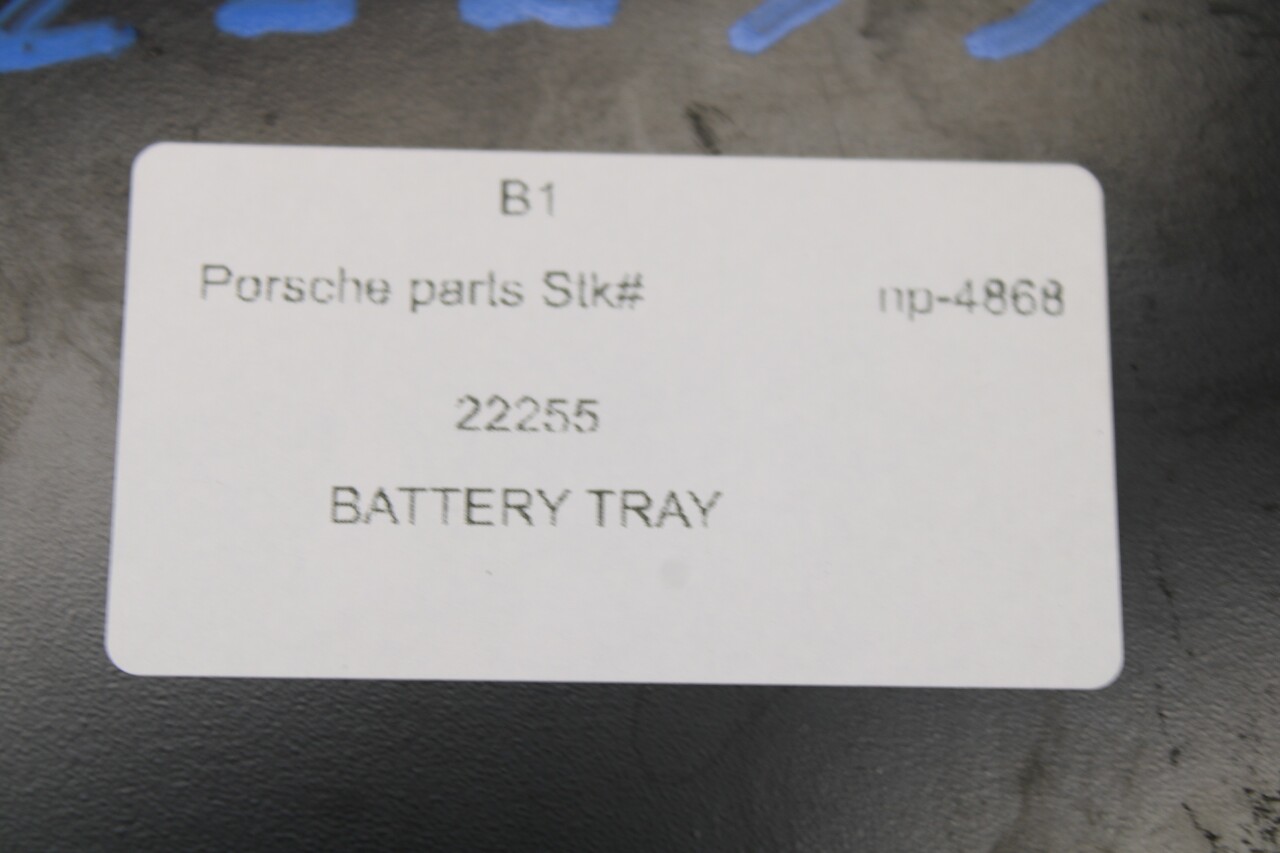 B1
Porsche parts Stk# np-4868
22255
BATTERY TRAY